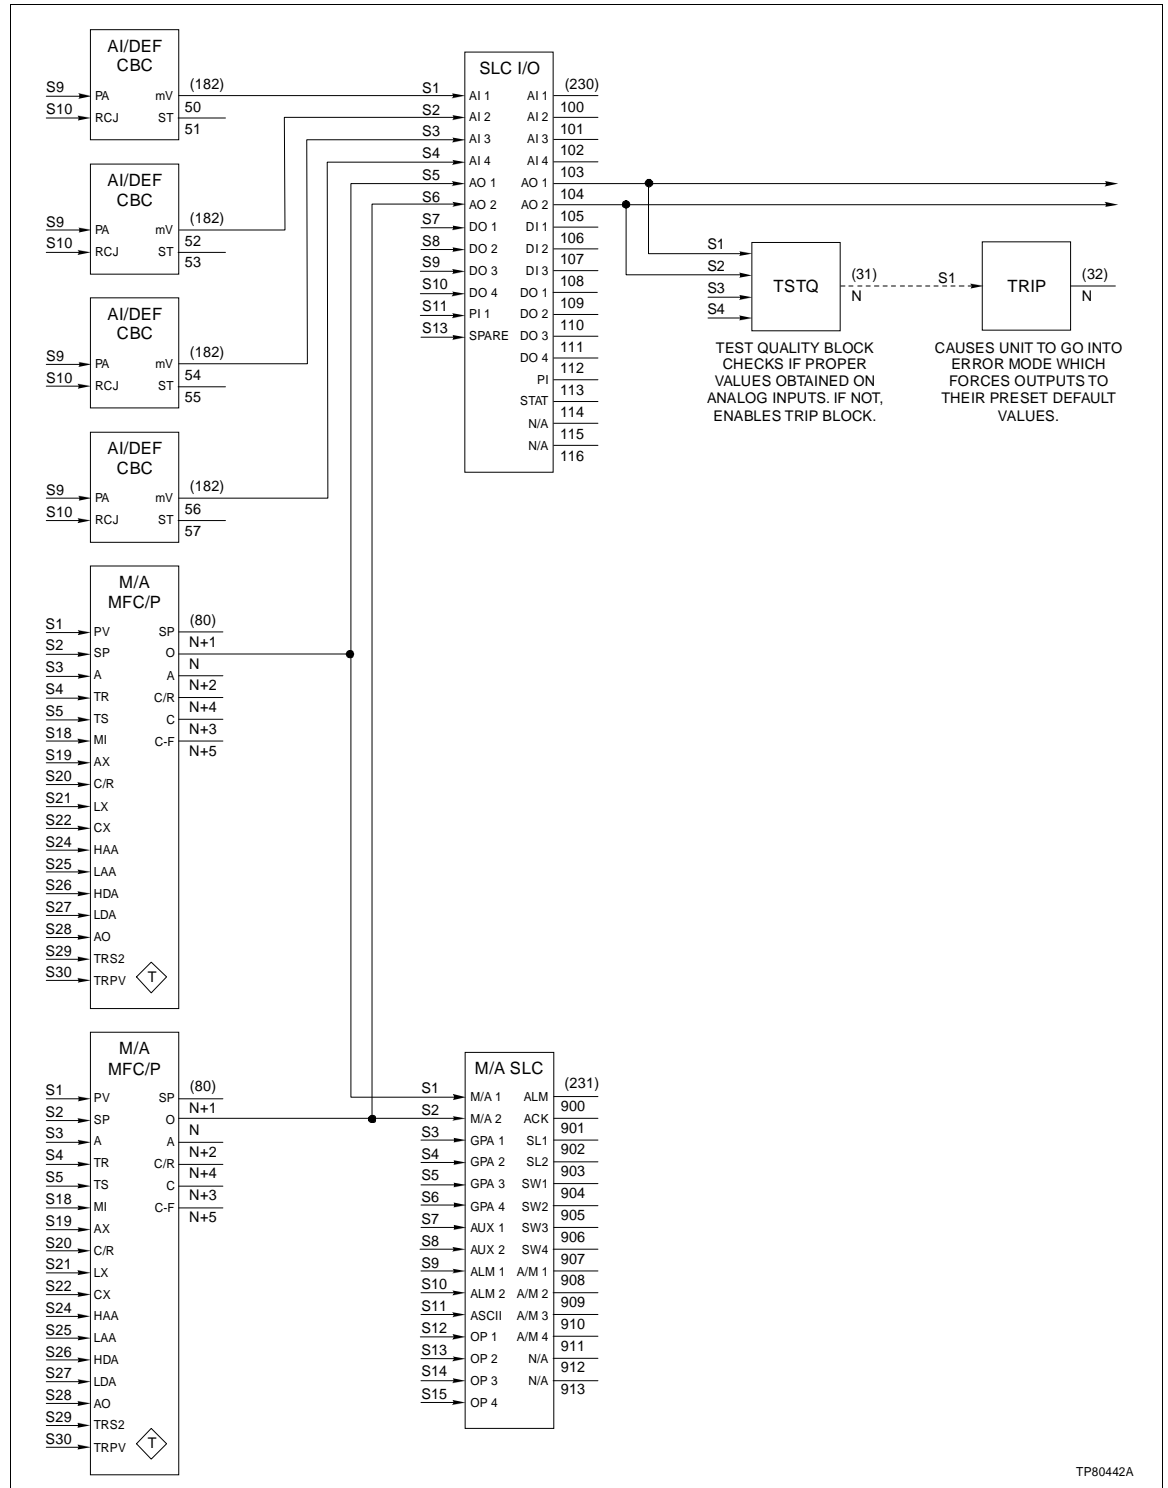 AI/DEF
CBC
S9 PA mV (182)
S10 RCJ ST 50
51
AI/DEF
CBC
S9 PA mV (182)
S10 RCJ ST 52
53
AI/DEF
CBC
S9 PA mV (182)
S10 RCJ ST 54
55
AI/DEF
CBC
S9 PA mV (182)
S10 RCJ ST 56
57
SLC I/O
S1 AI 1 AI 1 (230)
S2 AI 2 AI 2 100
S3 AI 3 AI 3 101
S4 AI 4 AI 4 102
S5 AO 1 AO 1 103
S6 AO 2 AO 2 104
S7 DO 1 DI 1 105
S8 DO 2 DI 2 106
S9 DO 3 DI 3 107
S10 DO 4 DO 1 108
S11 PI 1 DO 2 109
S13 SPARE DO 3 110
DO 4 111
PI 112
STAT 113
N/A 114
N/A 115
116
S1
S2
S3
S4
TSTQ
(31)
N
S1
TRIP
(32)
N
TEST QUALITY BLOCK
CHECKS IF PROPER
VALUES OBTAINED ON
ANALOG INPUTS. IF NOT,
ENABLES TRIP BLOCK.
CAUSES UNIT TO GO INTO
ERROR MODE WHICH
FORCES OUTPUTS TO
THEIR PRESET DEFAULT
VALUES.
M/A
MFC/P
S1 PV SP (80)
S2 SP O N+1
S3 A A N
S4 TR C/R N+2
S5 TS C N+4
S18 MI C-F N+3
S19 AX N+5
S20 C/R
S21 LX
S22 CX
S24 HAA
S25 LAA
S26 HDA
S27 LDA
S28 AO
S29 TRS2
S30 TRPV T
M/A
MFC/P
S1 PV SP (80)
S2 SP O N+1
S3 A A N
S4 TR C/R N+2
S5 TS C N+4
S18 MI C-F N+3
S19 AX N+5
S20 C/R
S21 LX
S22 CX
S24 HAA
S25 LAA
S26 HDA
S27 LDA
S28 AO
S29 TRS2
S30 TRPV T
M/A SLC
S1 M/A 1 ALM (231)
S2 M/A 2 ACK 900
S3 GPA 1 SL1 901
S4 GPA 2 SL2 902
S5 GPA 3 SW1 903
S6 GPA 4 SW2 904
S7 AUX 1 SW3 905
S8 AUX 2 SW4 906
S9 ALM 1 A/M 1 907
S10 ALM 2 A/M 2 908
S11 ASCII A/M 3 909
S12 OP 1 A/M 4 910
S13 OP 2 N/A 911
S14 OP 3 N/A 912
S15 OP 4 913
TP80442A